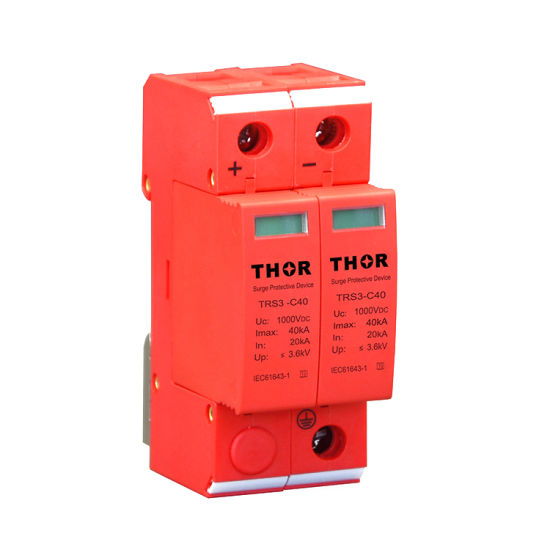 + −
THOR
Surge Protective Device
TRS3 -C40
Uc: 1000VDC
Imax: 40kA
In: 20kA
Up: ≤ 3.6kV
IEC61643-1
THOR
Surge Protective Device
TRS3-C40
Uc: 1000VDC
Imax: 40kA
In: 20kA
Up: ≤ 3.6kV
IEC61643-1